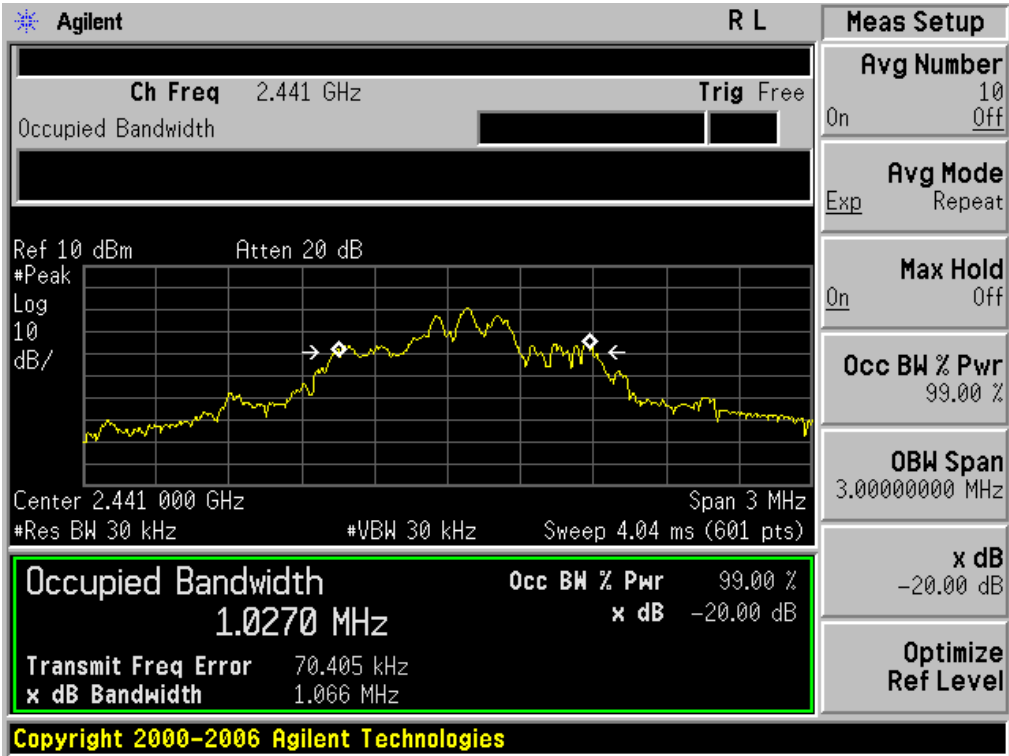 Agilent R L
Ch Freq 2.441 GHz Trig Free
Occupied Bandwidth
Ref 10 dBm Atten 20 dB
#Peak
Log
10
dB/
Center 2.441 000 GHz Span 3 MHz
#Res BW 30 kHz #VBW 30 kHz Sweep 4.04 ms (601 pts)
Occupied Bandwidth
1.0270 MHz
Occ BW % Pwr 99.00 %
x dB -20.00 dB
Transmit Freq Error 70.405 kHz
x dB Bandwidth 1.066 MHz
Copyright 2000-2006 Agilent Technologies
Meas Setup
Avg Number
10
On Off
Avg Mode
Exp Repeat
Max Hold
On Off
Occ BW % Pwr
99.00 %
OBW Span
3.00000000 MHz
x dB
-20.00 dB
Optimize
Ref Level